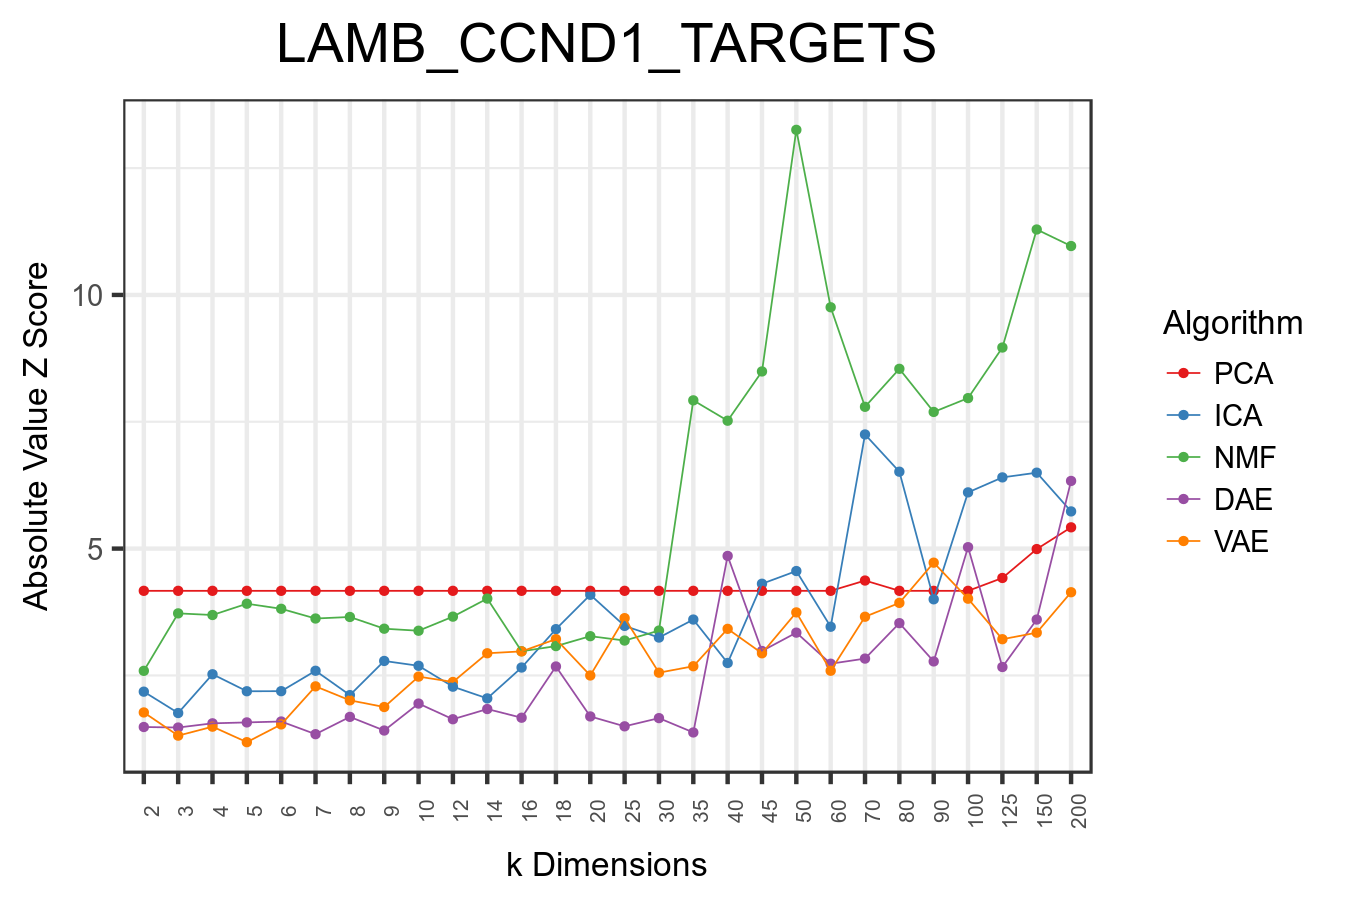 LAMB_CCND1_TARGETS
Absolute Value Z Score
10
5
2 3 4 5 6 7 8 9 10 12 14 16 18 20 25 30 35 40 45 50 60 70 80 90 100 125 150 200
k Dimensions
Algorithm
PCA
ICA
NMF
DAE
VAE